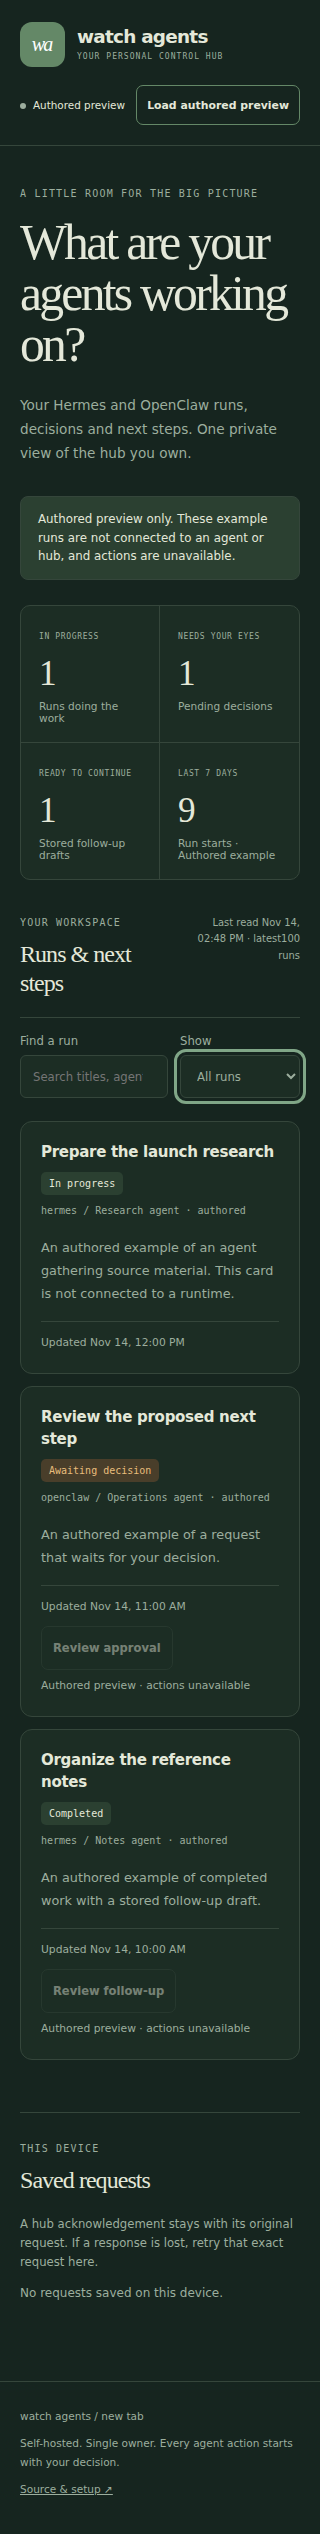 wa
watch agents
YOUR PERSONAL CONTROL HUB
Authored preview
Load authored preview
A LITTLE ROOM FOR THE BIG PICTURE
What are your
agents working
on?
Your Hermes and OpenClaw runs,
decisions and next steps. One private
view of the hub you own.
Authored preview only. These example
runs are not connected to an agent or
hub, and actions are unavailable.
IN PROGRESS
1
Runs doing the
work
NEEDS YOUR EYES
1
Pending decisions
READY TO CONTINUE
1
Stored follow-up
drafts
LAST 7 DAYS
9
Run starts ·
Authored example
YOUR WORKSPACE
Runs & next
steps
Last read Nov 14,
02:48 PM · latest100
runs
Find a run
Search titles, agen
Show
All runs
Prepare the launch research
In progress
hermes / Research agent · authored
An authored example of an agent
gathering source material. This card
is not connected to a runtime.
Updated Nov 14, 12:00 PM
Review the proposed next
step
Awaiting decision
openclaw / Operations agent · authored
An authored example of a request
that waits for your decision.
Updated Nov 14, 11:00 AM
Review approval
Authored preview · actions unavailable
Organize the reference
notes
Completed
hermes / Notes agent · authored
An authored example of completed
work with a stored follow-up draft.
Updated Nov 14, 10:00 AM
Review follow-up
Authored preview · actions unavailable
THIS DEVICE
Saved requests
A hub acknowledgement stays with its original
request. If a response is lost, retry that exact
request here.
No requests saved on this device.
watch agents / new tab
Self-hosted. Single owner. Every agent action starts
with your decision.
Source & setup ↗